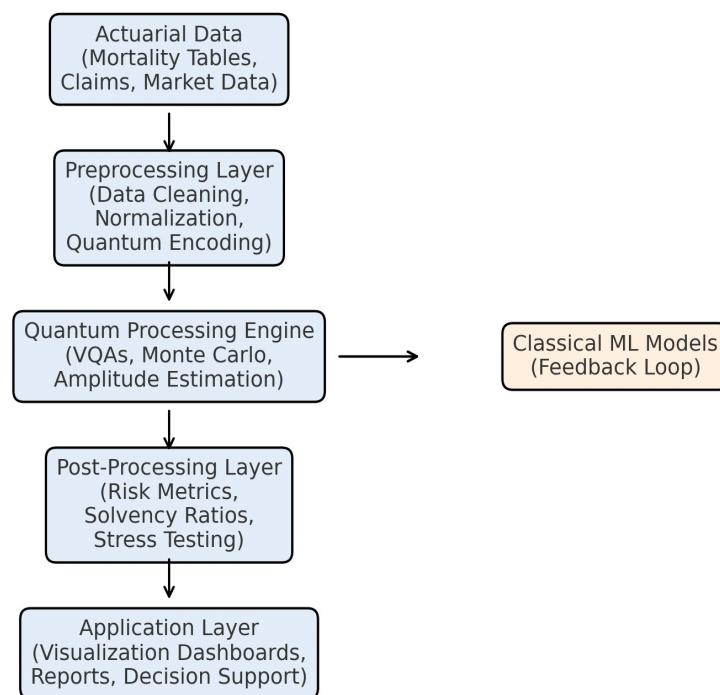 Actuarial Data
(Mortality Tables,
Claims, Market Data)
Preprocessing Layer
(Data Cleaning,
Normalization,
Quantum Encoding)
Quantum Processing Engine
(VQAs, Monte Carlo,
Amplitude Estimation)
Classical ML Models
(Feedback Loop)
Post-Processing Layer
(Risk Metrics,
Solvency Ratios,
Stress Testing)
Application Layer
(Visualization Dashboards,
Reports, Decision Support)